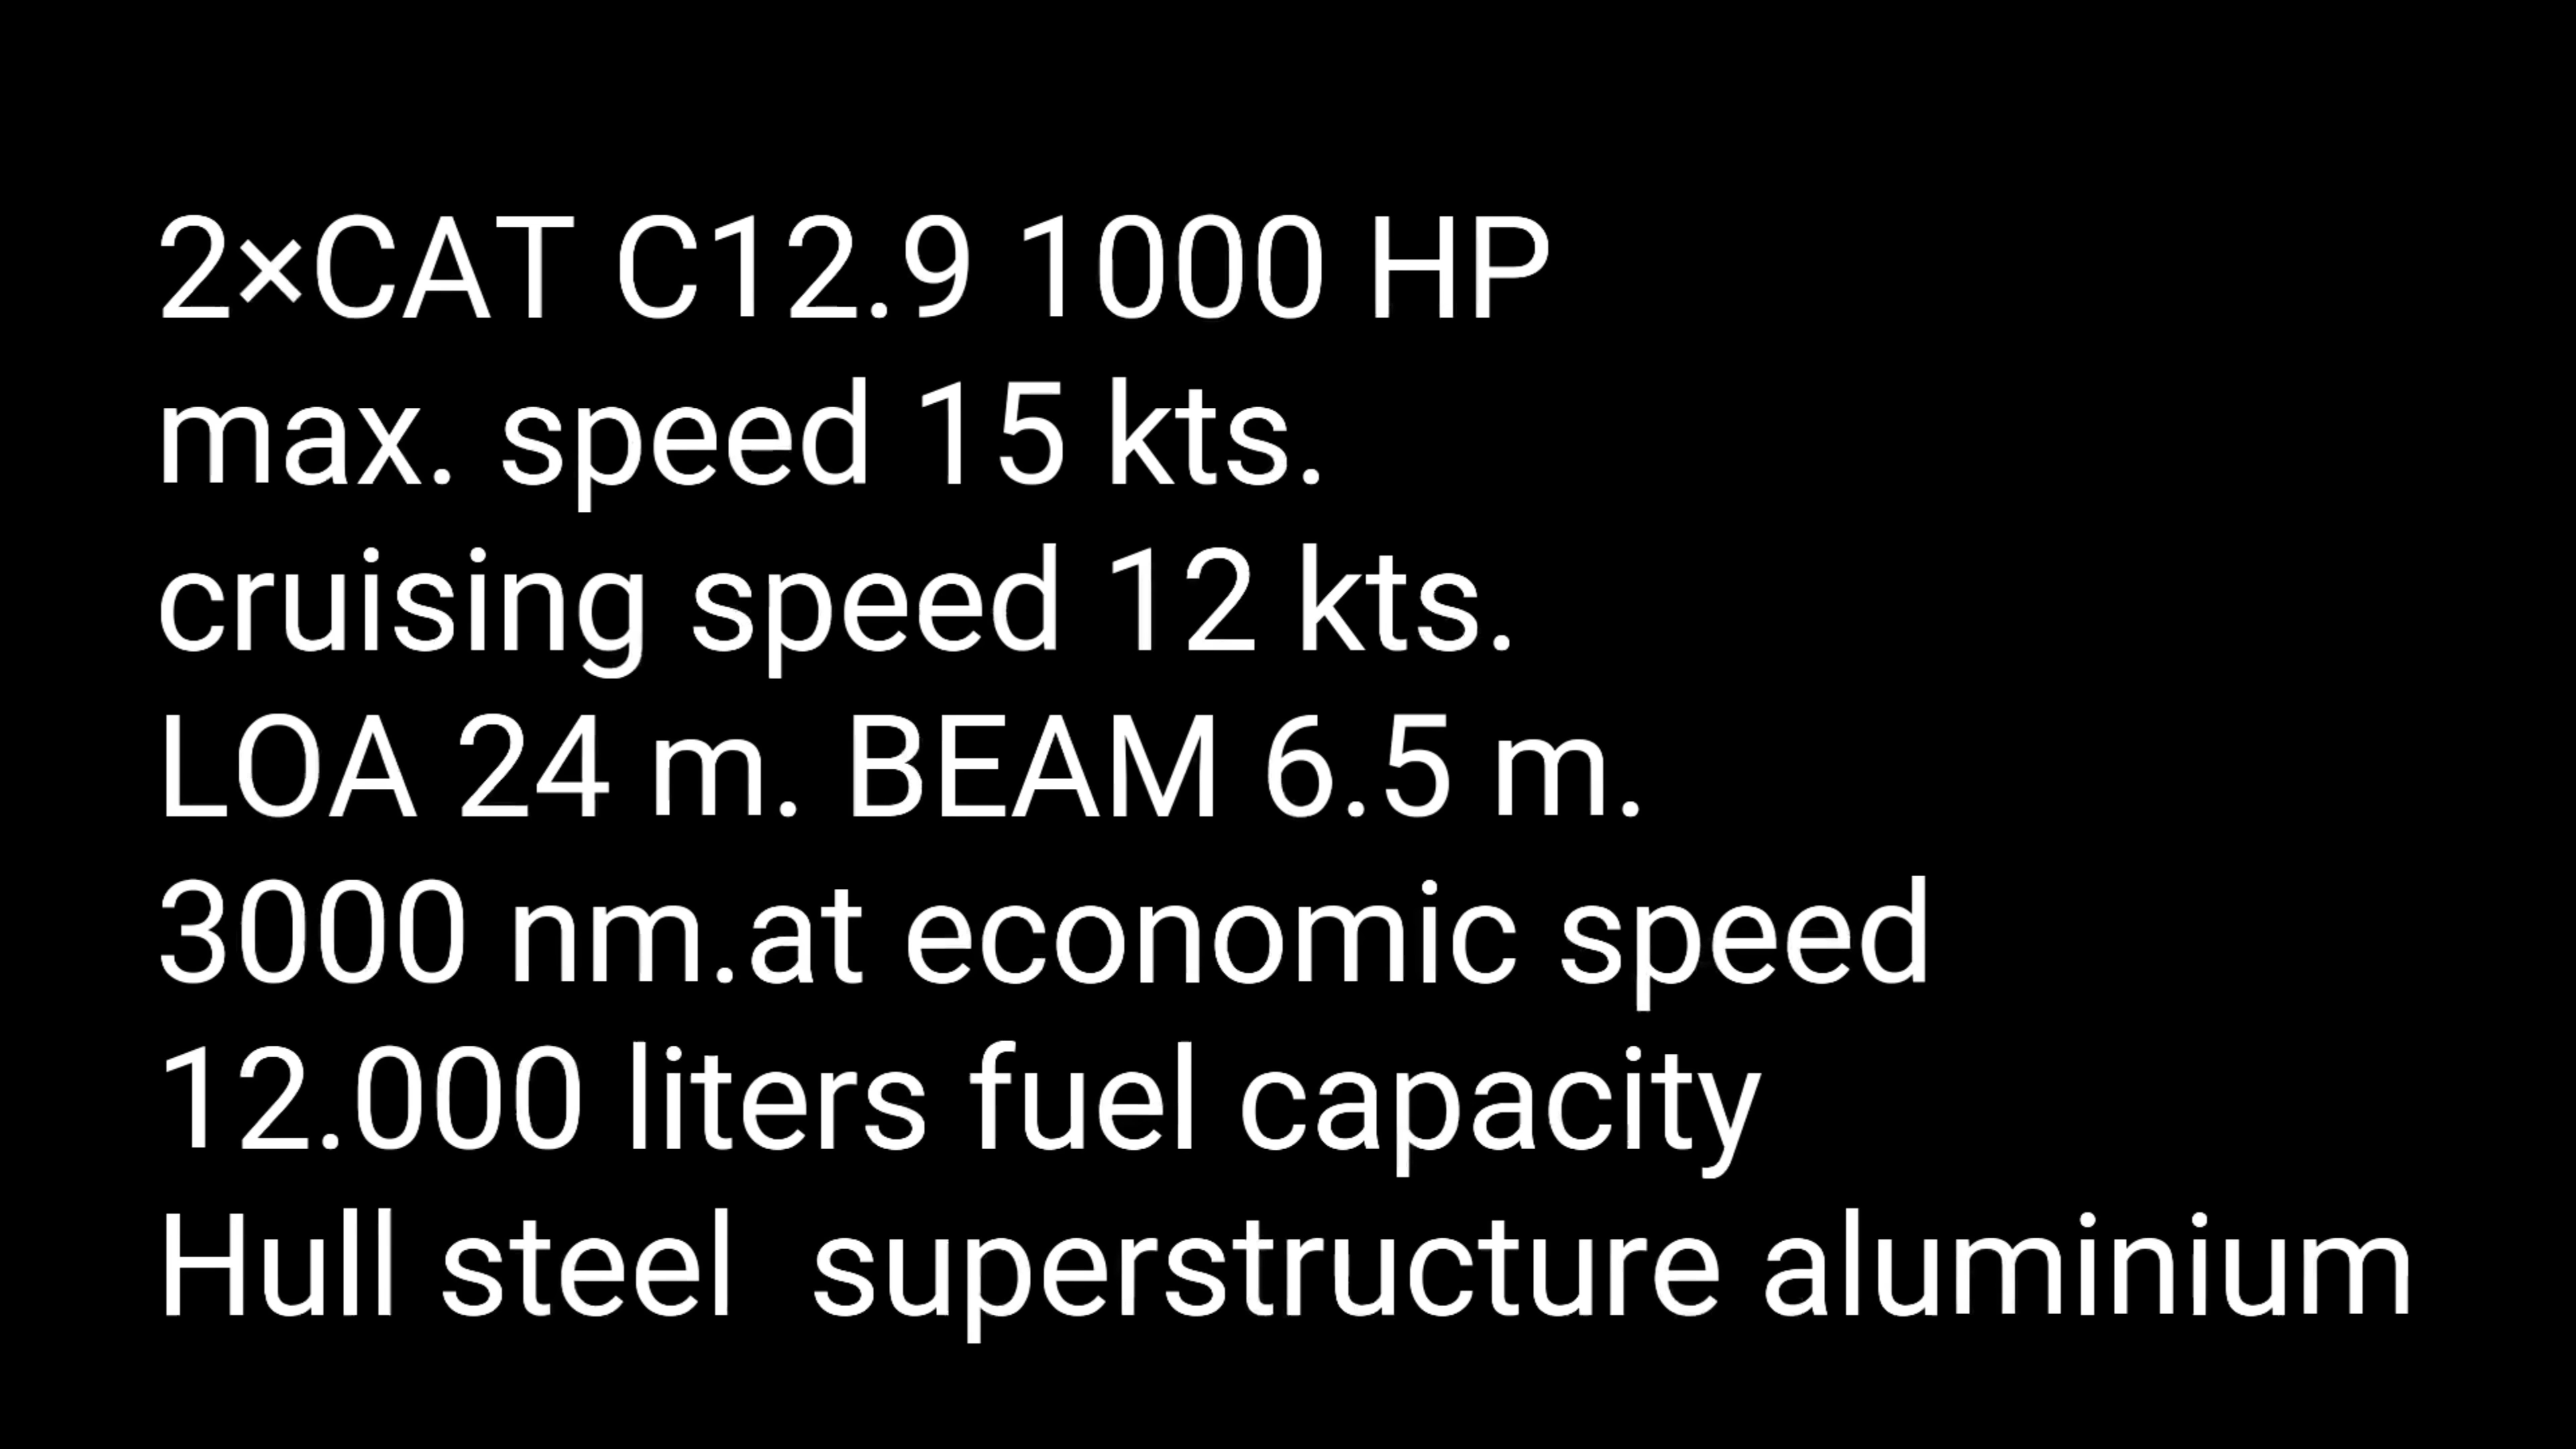 2×CAT C12.9 1000 HP
max. speed 15 kts.
cruising speed 12 kts.
LOA 24 m. BEAM 6.5 m.
3000 nm.at economic speed
12.000 liters fuel capacity
Hull steel  superstructure aluminium